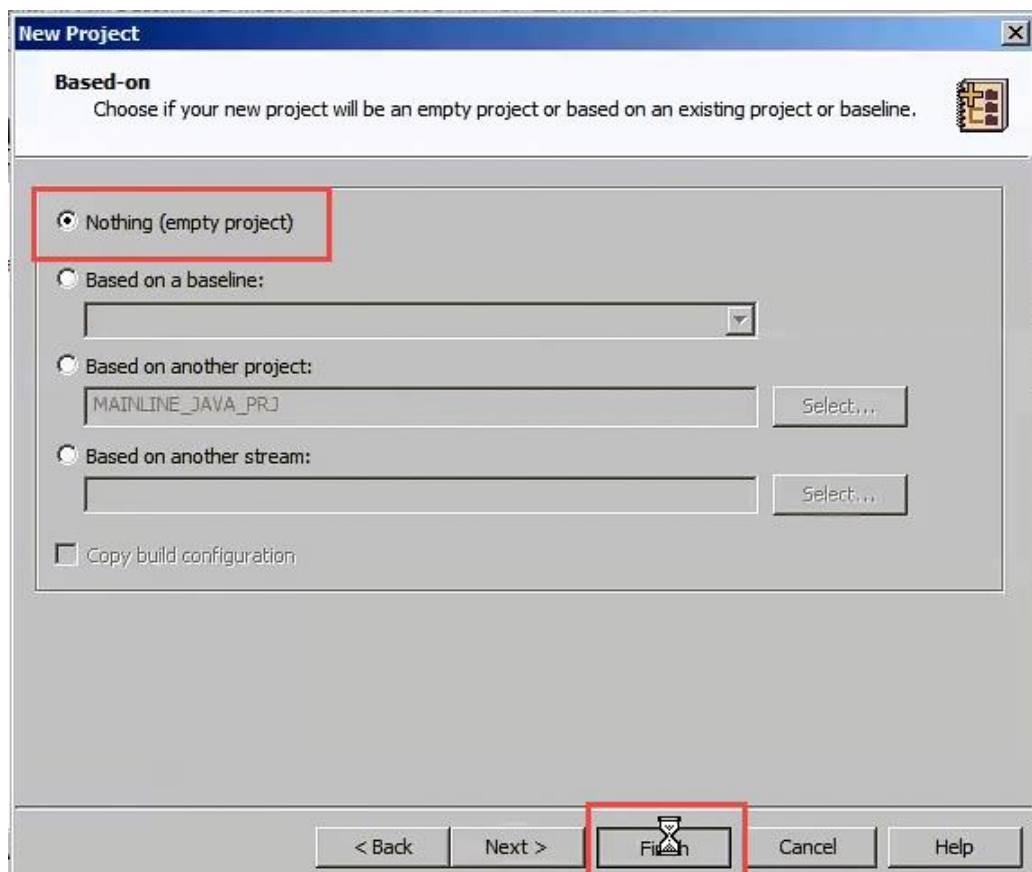 New Project
Based-on
Choose if your new project will be an empty project or based on an existing project or baseline.
Nothing (empty project)
Based on a baseline:
Based on another project:
MAINLINE_JAVA_PRJ
Select...
Based on another stream:
Select...
Copy build configuration
< Back Next > Finish Cancel Help